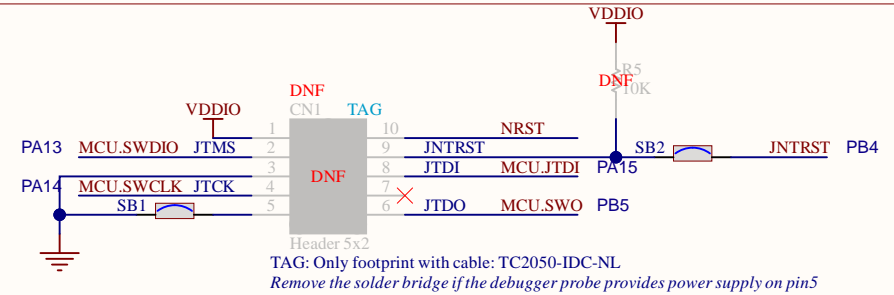 VDDIO
R5
DNF
10K
DNF
CN1 TAG
VDDIO
1 10 NRST
PA13 MCU.SWDIO JTMS 2 9 JNTRST SB2 JNTRST PB4
3 DNF 8 JTDI MCU.JTDI PA15
PA14 MCU.SWCLK JTCK 4 7
SB1 5 6 JTDO MCU.SWO PB5
Header 5x2
TAG: Only footprint with cable: TC2050-IDC-NL
Remove the solder bridge if the debugger probe provides power supply on pin5